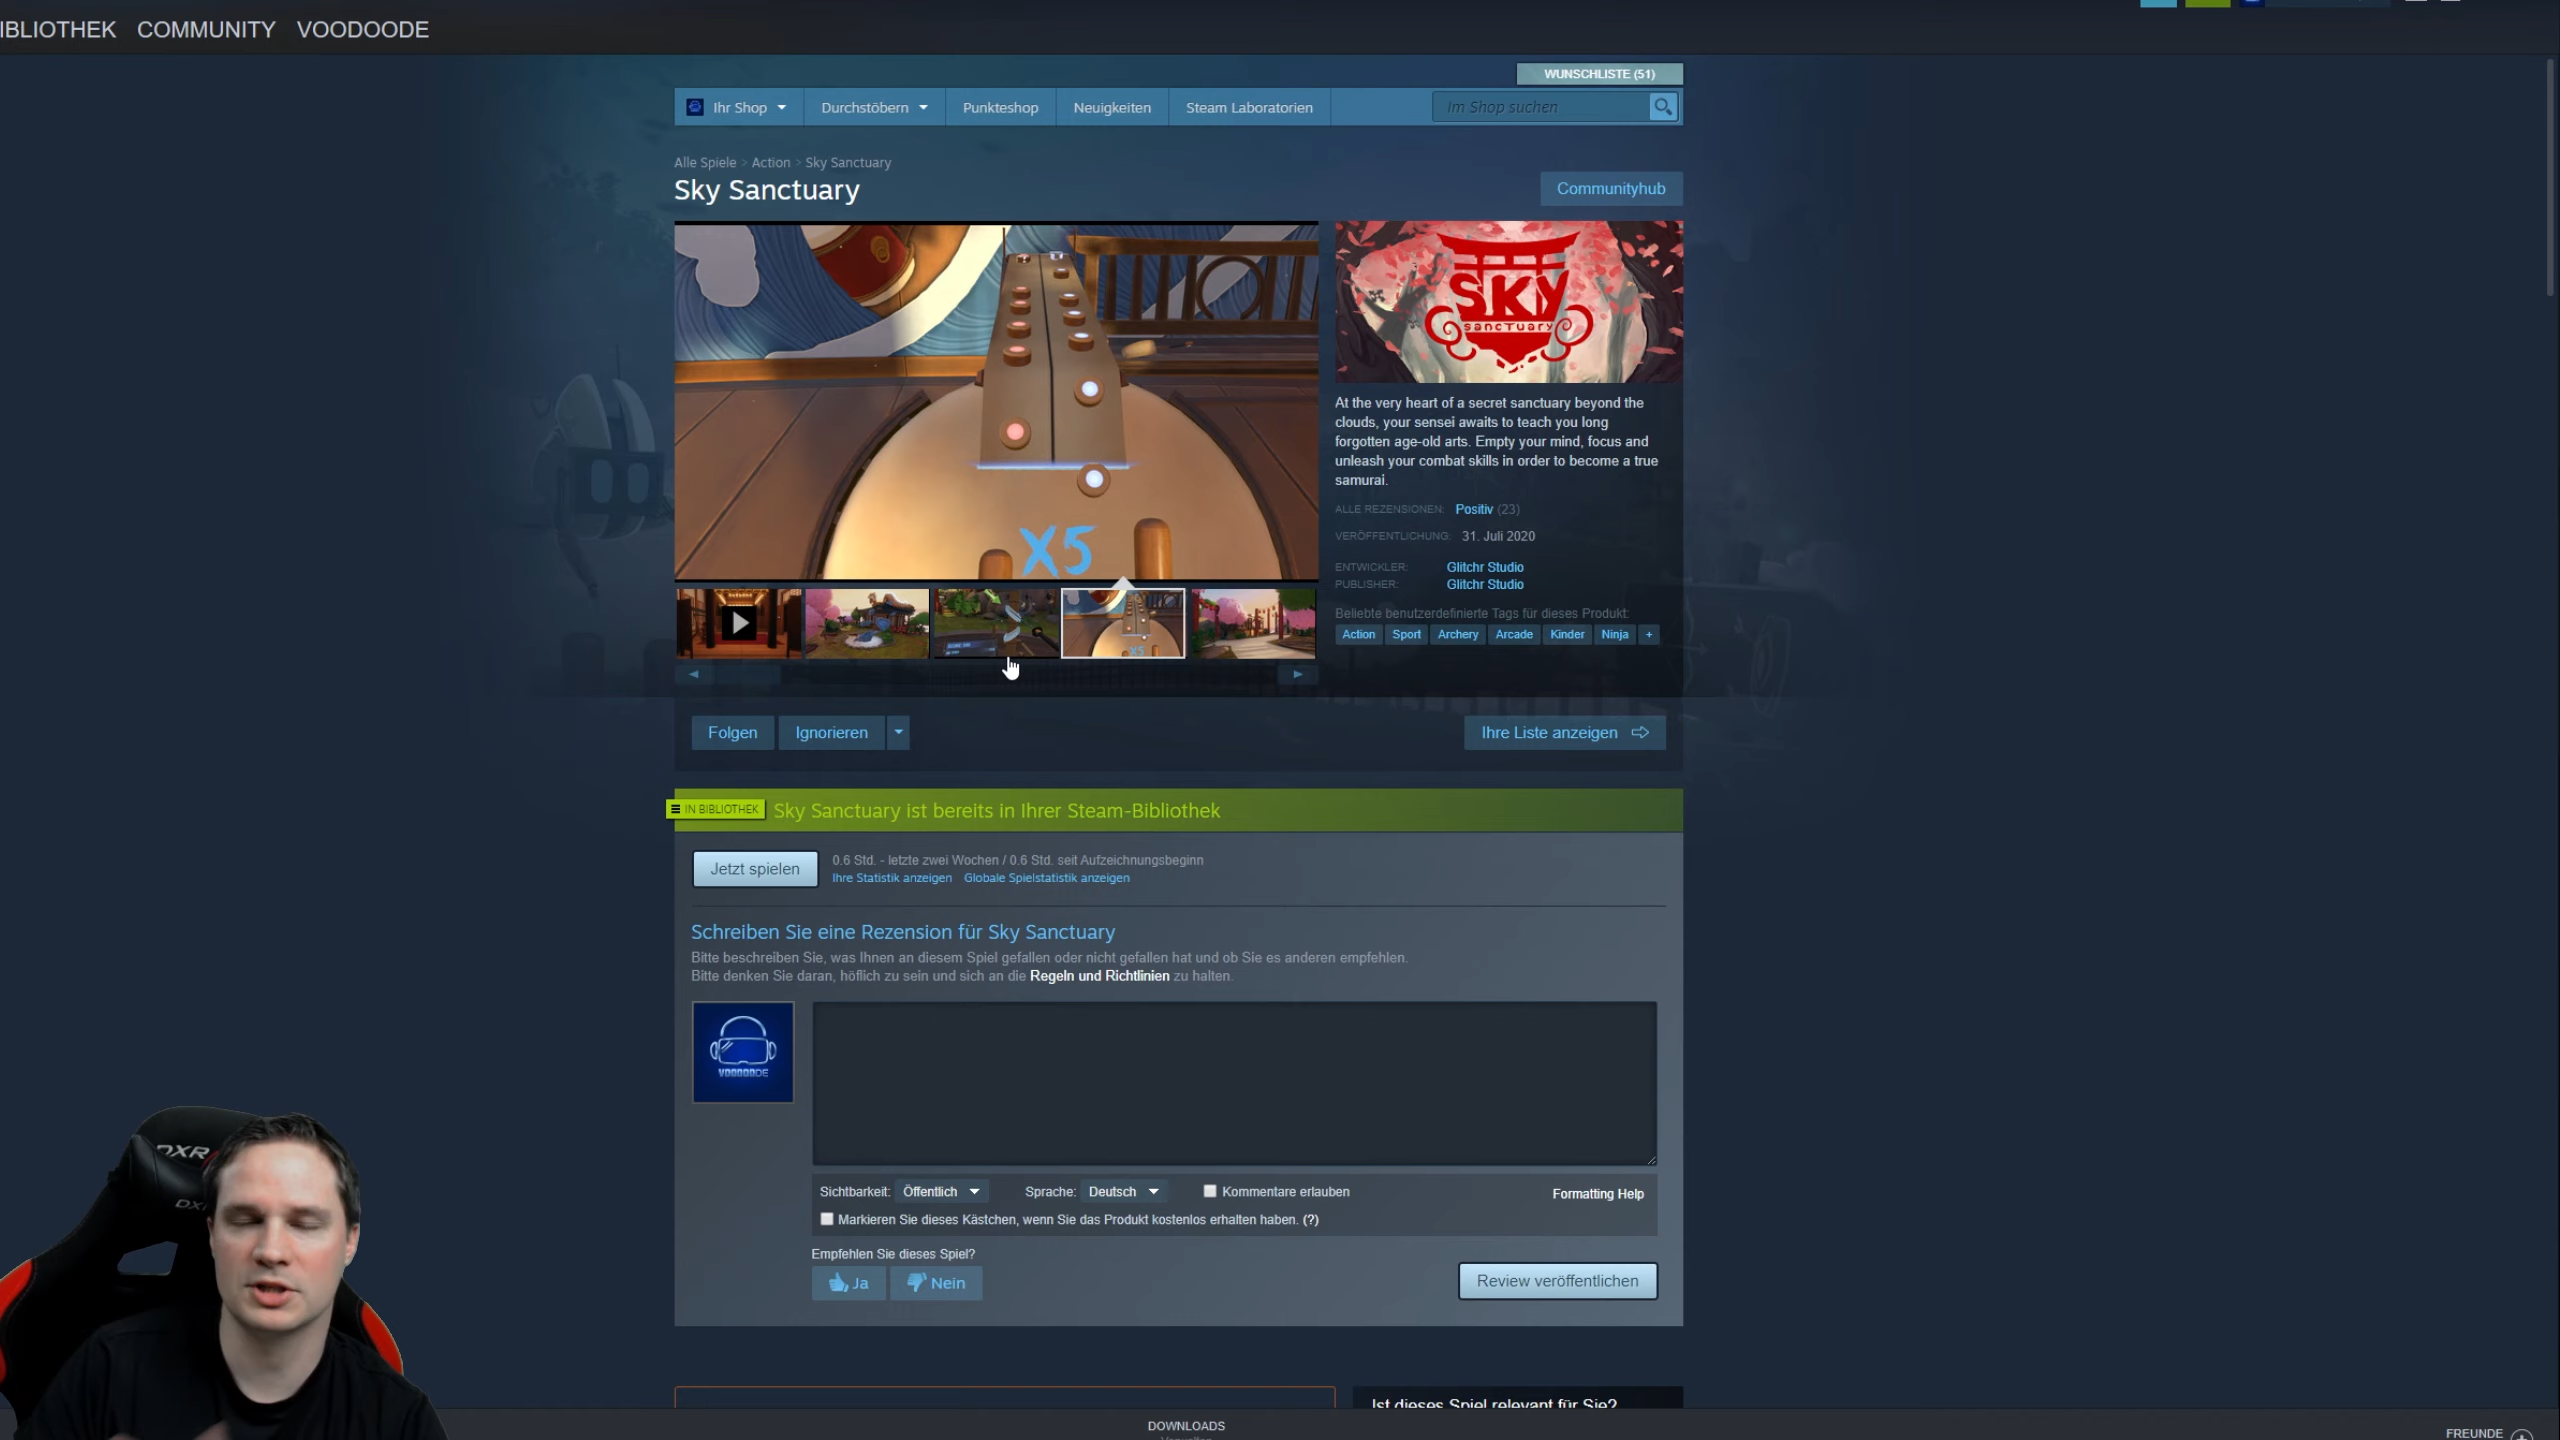 IBLIOTHEK COMMUNITY VOODOODE
WUNSCHLISTE (51)
Ihr Shop Durchstöbern Punkteshop Neuigkeiten Steam Laboratorien Im Shop suchen
Alle Spiele > Action > Sky Sanctuary
Sky Sanctuary
Communityhub
SKY
sancTuary
X5
At the very heart of a secret sanctuary beyond the
clouds, your sensei awaits to teach you long
forgotten age-old arts. Empty your mind, focus and
unleash your combat skills in order to become a true
samurai.
ALLE REZENSIONEN: Positiv (23)
VERÖFFENTLICHUNG: 31. Juli 2020
ENTWICKLER: Glitchr Studio
PUBLISHER: Glitchr Studio
Beliebte benutzerdefinierte Tags für dieses Produkt:
Action Sport Archery Arcade Kinder Ninja +
X5
Folgen Ignorieren Ihre Liste anzeigen
IN BIBLIOTHEK Sky Sanctuary ist bereits in Ihrer Steam-Bibliothek
Jetzt spielen
0.6 Std. - letzte zwei Wochen / 0.6 Std. seit Aufzeichnungsbeginn
Ihre Statistik anzeigen Globale Spielstatistik anzeigen
Schreiben Sie eine Rezension für Sky Sanctuary
Bitte beschreiben Sie, was Ihnen an diesem Spiel gefallen oder nicht gefallen hat und ob Sie es anderen empfehlen.
Bitte denken Sie daran, höflich zu sein und sich an die Regeln und Richtlinien zu halten.
VOODOODE
Sichtbarkeit: Öffentlich Sprache: Deutsch Kommentare erlauben Formatting Help
Markieren Sie dieses Kästchen, wenn Sie das Produkt kostenlos erhalten haben. (?)
Empfehlen Sie dieses Spiel?
Ja Nein Review veröffentlichen
DXR
DX
Ist dieses Spiel relevant für Sie?
DOWNLOADS
FREUNDE